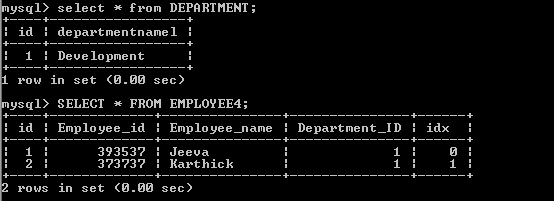 mysql> select * from DEPARTMENT;
+----+-----------------+
| id | departmentnamel |
+----+-----------------+
|  1 | Development     |
+----+-----------------+
1 row in set (0.00 sec)
mysql> SELECT * FROM EMPLOYEE4;
+----+-------------+---------------+---------------+------+
| id | Employee_id | Employee_name | Department_ID | idx  |
+----+-------------+---------------+---------------+------+
|  1 |      393537 | Jeeva         |             1 |    0 |
|  2 |      373737 | Karthick      |             1 |    1 |
+----+-------------+---------------+---------------+------+
2 rows in set (0.00 sec)